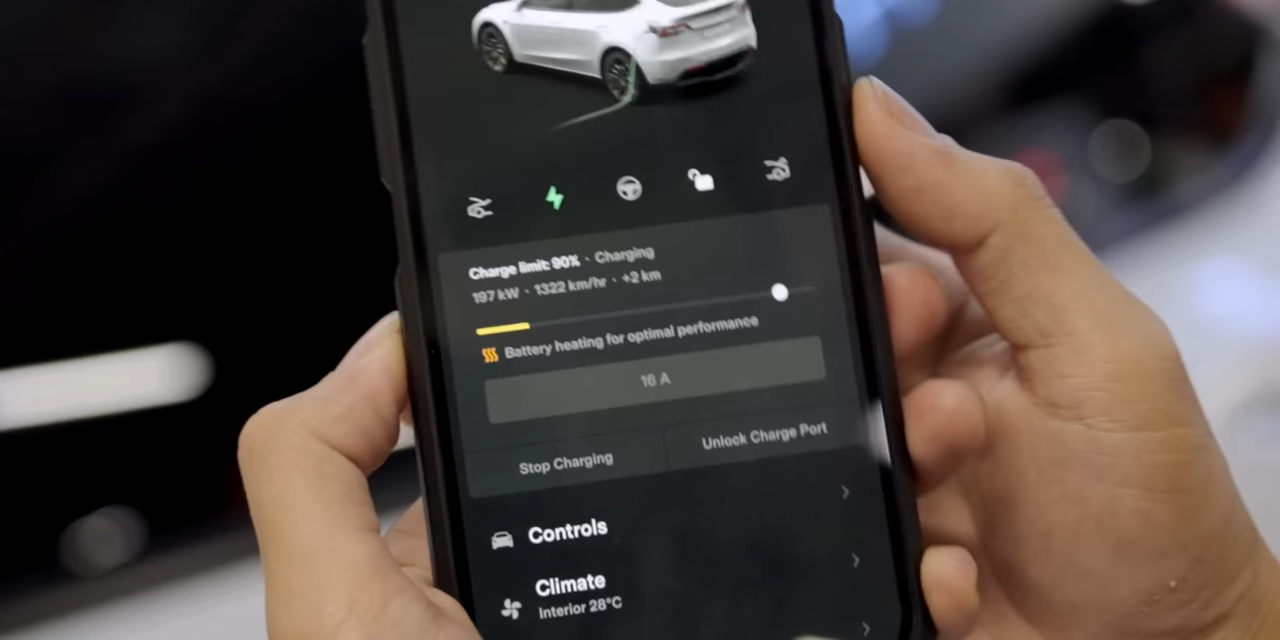 Charge limit: 90% · Charging
197 kW · 1322 km/hr · +2 km
Battery heating for optimal performance
16 A
Stop Charging
Unlock Charge Port
Controls
Climate
Interior 28°C